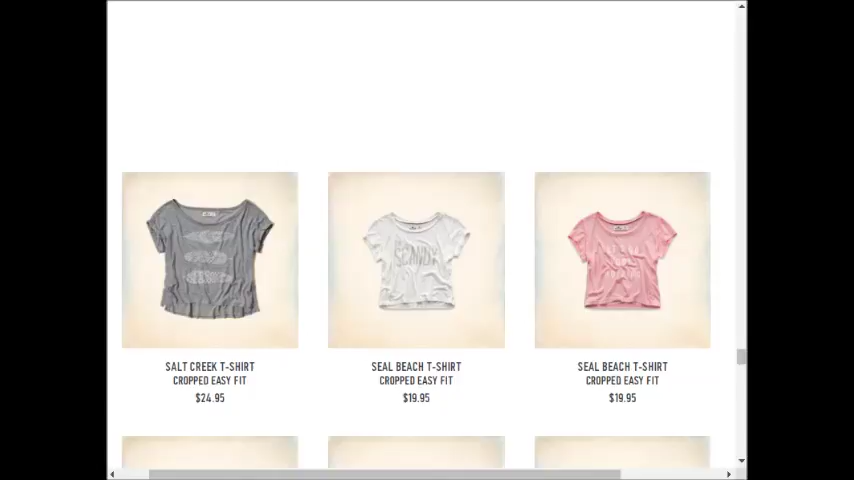 SALT CREEK T-SHIRT
CROPPED EASY FIT
$24.95
SEAL BEACH T-SHIRT
CROPPED EASY FIT
$19.95
SEAL BEACH T-SHIRT
CROPPED EASY FIT
$19.95